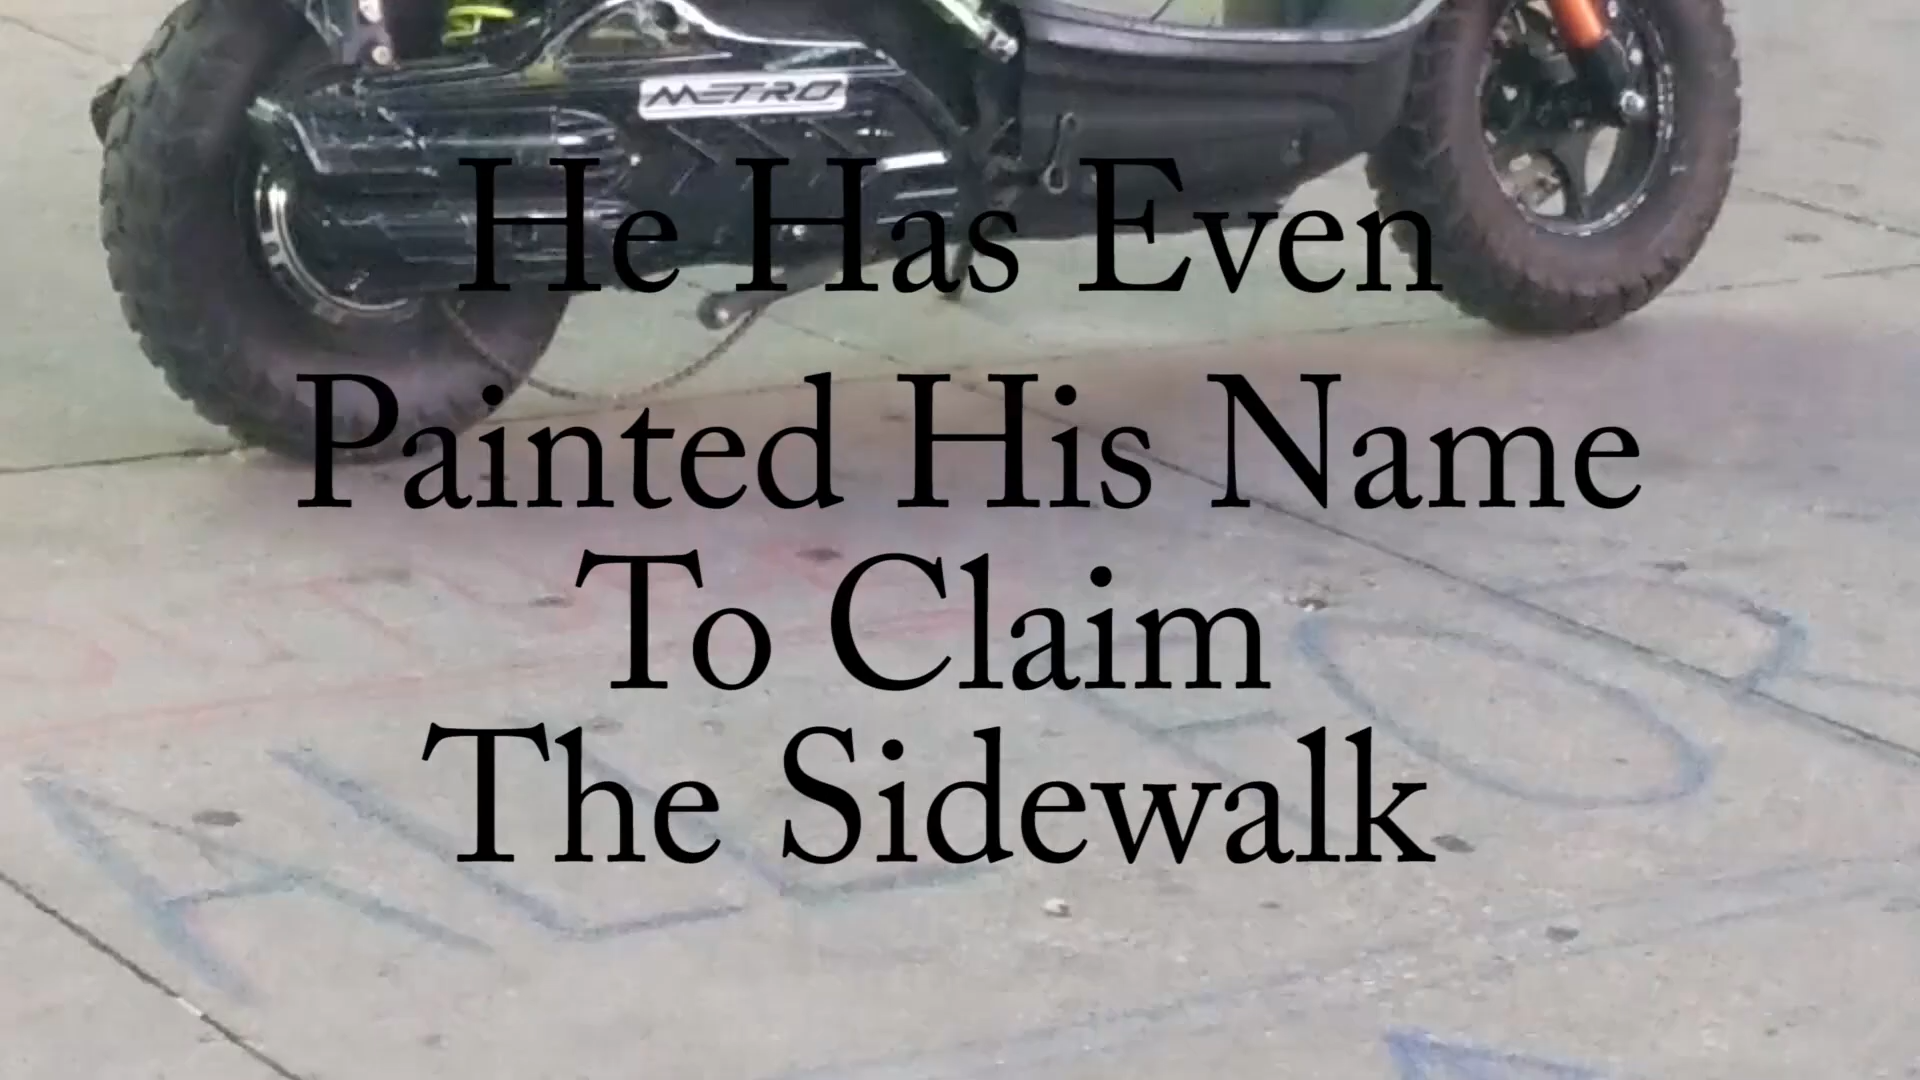 METRO
He Has Even
Painted His Name
To Claim
The Sidewalk